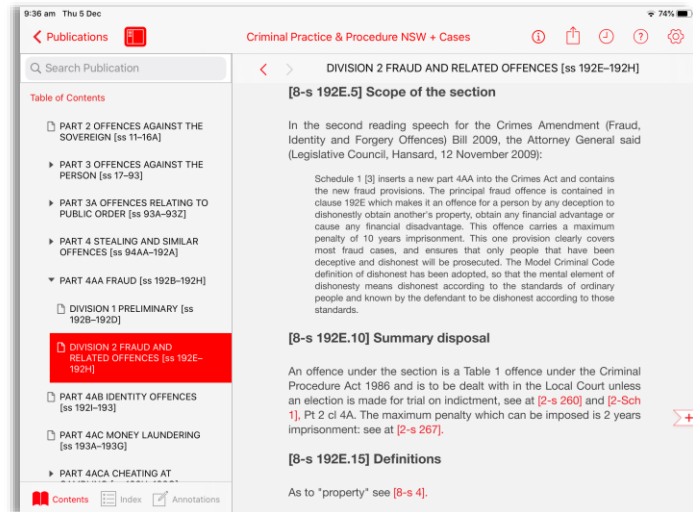 9:36 am Thu 5 Dec
74%
Publications
Criminal Practice & Procedure NSW + Cases
Search Publication
Table of Contents
PART 2 OFFENCES AGAINST THE
SOVEREIGN [ss 11–16A]
PART 3 OFFENCES AGAINST THE
PERSON [ss 17–93]
PART 3A OFFENCES RELATING TO
PUBLIC ORDER [ss 93A–93Z]
PART 4 STEALING AND SIMILAR
OFFENCES [ss 94AA–192A]
PART 4AA FRAUD [ss 192B–192H]
DIVISION 1 PRELIMINARY [ss
192B–192D]
DIVISION 2 FRAUD AND
RELATED OFFENCES [ss 192E–
192H]
PART 4AB IDENTITY OFFENCES
[ss 192I–193]
PART 4AC MONEY LAUNDERING
[ss 193A–193G]
PART 4ACA CHEATING AT
Contents
Index
Annotations
DIVISION 2 FRAUD AND RELATED OFFENCES [ss 192E–192H]
[8-s 192E.5] Scope of the section
In the second reading speech for the Crimes Amendment (Fraud,
Identity and Forgery Offences) Bill 2009, the Attorney General said
(Legislative Council, Hansard, 12 November 2009):
Schedule 1 [3] inserts a new part 4AA into the Crimes Act and contains
the new fraud provisions. The principal fraud offence is contained in
clause 192E which makes it an offence for a person by any deception to
dishonestly obtain another's property, obtain any financial advantage or
cause any financial disadvantage. This offence carries a maximum
penalty of 10 years imprisonment. This one provision clearly covers
most fraud cases, and ensures that only people that have been
deceptive and dishonest will be prosecuted. The Model Criminal Code
definition of dishonest has been adopted, so that the mental element of
dishonesty means dishonest according to the standards of ordinary
people and known by the defendant to be dishonest according to those
standards.
[8-s 192E.10] Summary disposal
An offence under the section is a Table 1 offence under the Criminal
Procedure Act 1986 and is to be dealt with in the Local Court unless
an election is made for trial on indictment, see at [2-s 260] and [2-Sch
1], Pt 2 cl 4A. The maximum penalty which can be imposed is 2 years
imprisonment: see at [2-s 267].
[8-s 192E.15] Definitions
As to "property" see [8-s 4].